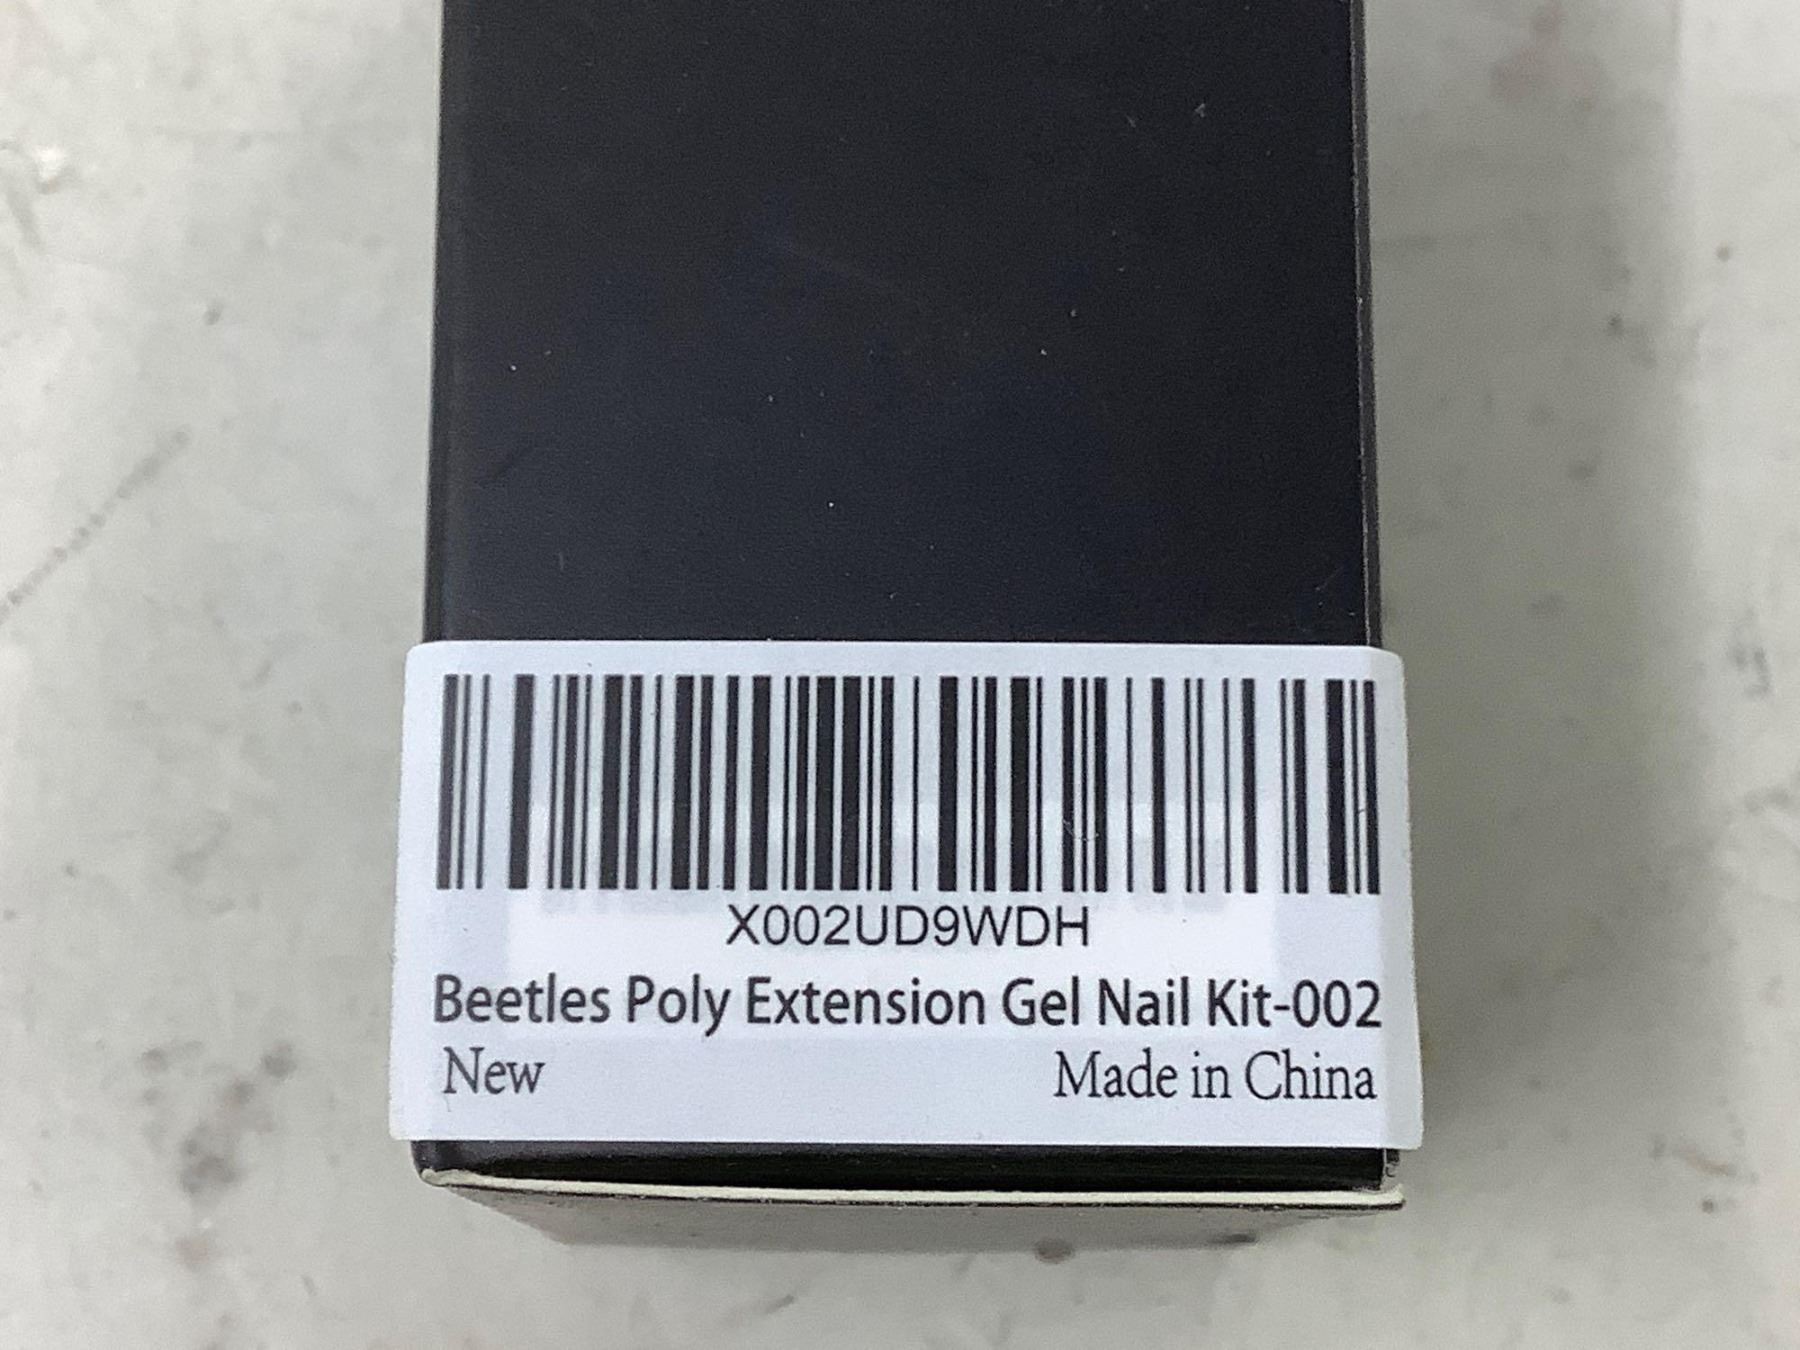 X002UD9WDH
Beetles Poly Extension Gel Nail Kit-002
New Made in China